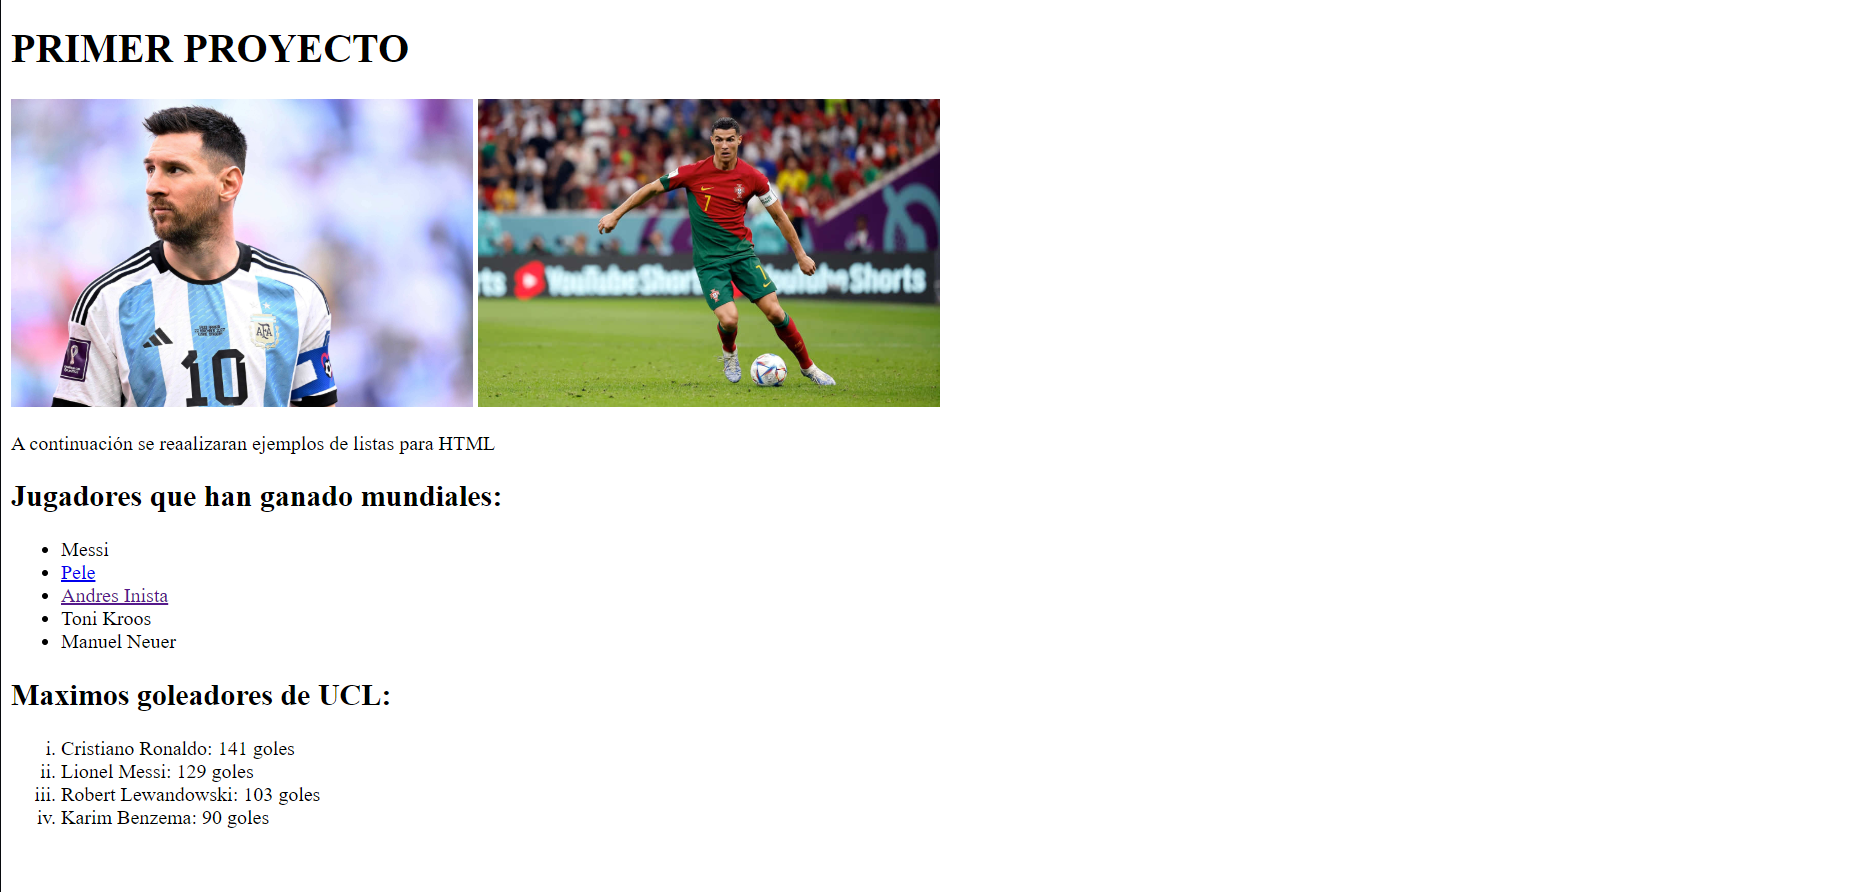 PRIMER PROYECTO
10
AFA
7
7
rts YouTube Shorts YouTube Shorts
A continuación se reaalizaran ejemplos de listas para HTML
Jugadores que han ganado mundiales:
• Messi
• Pele
• Andres Inista
• Toni Kroos
• Manuel Neuer
Maximos goleadores de UCL:
i. Cristiano Ronaldo: 141 goles
ii. Lionel Messi: 129 goles
iii. Robert Lewandowski: 103 goles
iv. Karim Benzema: 90 goles